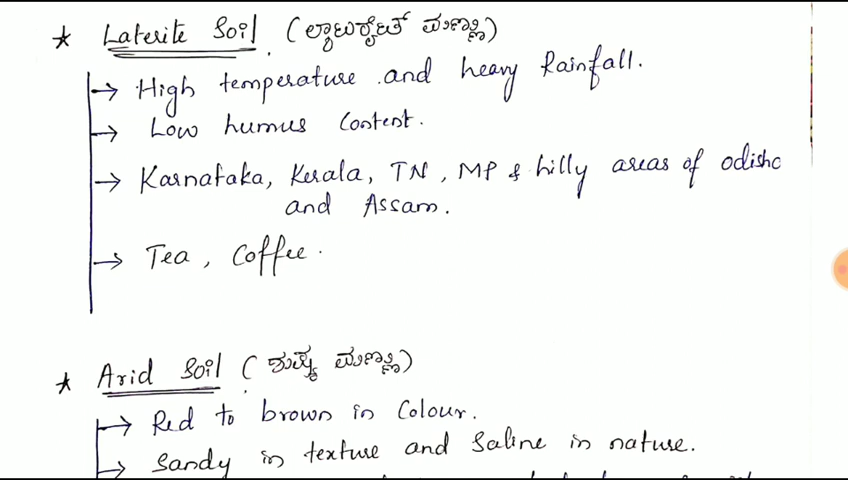 ★ Laterite Soil. (ಲ್ಯಾಟರೈಟ್ ಮಣ್ಣು)
→ High temperature and heavy Rainfall.
→ Low humus Content.
→ Karnataka, Kerala, TN, MP & hilly areas of odisha
and Assam.
→ Tea, Coffee.
★ Arid Soil (ಶುಷ್ಕ ಮಣ್ಣು)
→ Red to brown in Colour.
→ Sandy in texture and Saline in nature.